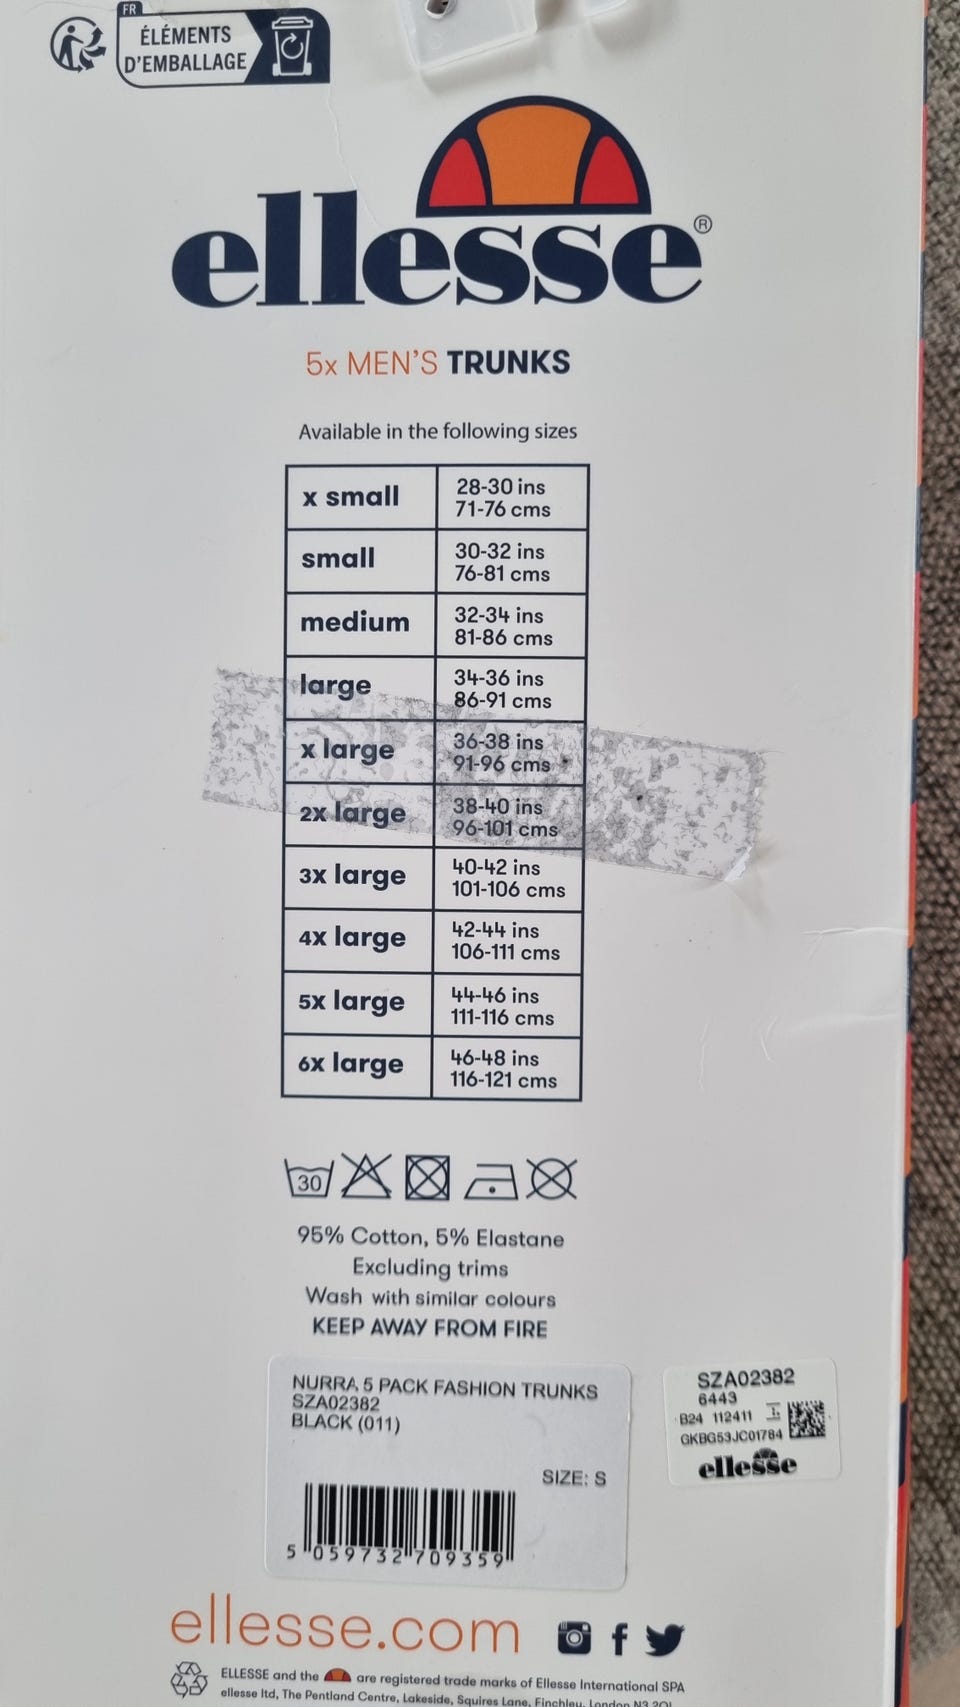 FR
ÉLÉMENTS
D'EMBALLAGE
ellesse®
5x MEN'S TRUNKS
Available in the following sizes
x small 28-30 ins
71-76 cms
small 30-32 ins
76-81 cms
medium 32-34 ins
81-86 cms
large 34-36 ins
86-91 cms
x large 36-38 ins
91-96 cms
2x large 38-40 ins
96-101 cms
3x large 40-42 ins
101-106 cms
4x large 42-44 ins
106-111 cms
5x large 44-46 ins
111-116 cms
6x large 46-48 ins
116-121 cms
30
95% Cotton, 5% Elastane
Excluding trims
Wash with similar colours
KEEP AWAY FROM FIRE
NURRA 5 PACK FASHION TRUNKS
SZA02382
BLACK (011)
SIZE: S
5 059732 709359
SZA02382
6443
B24 112411
GKBG53JC01784
ellesse
ellesse.com
ELLESSE and the are registered trade marks of Ellesse International SPA
ellesse ltd, The Pentland Centre, Lakeside, Squires Lane, Finchley, London N3 2QL